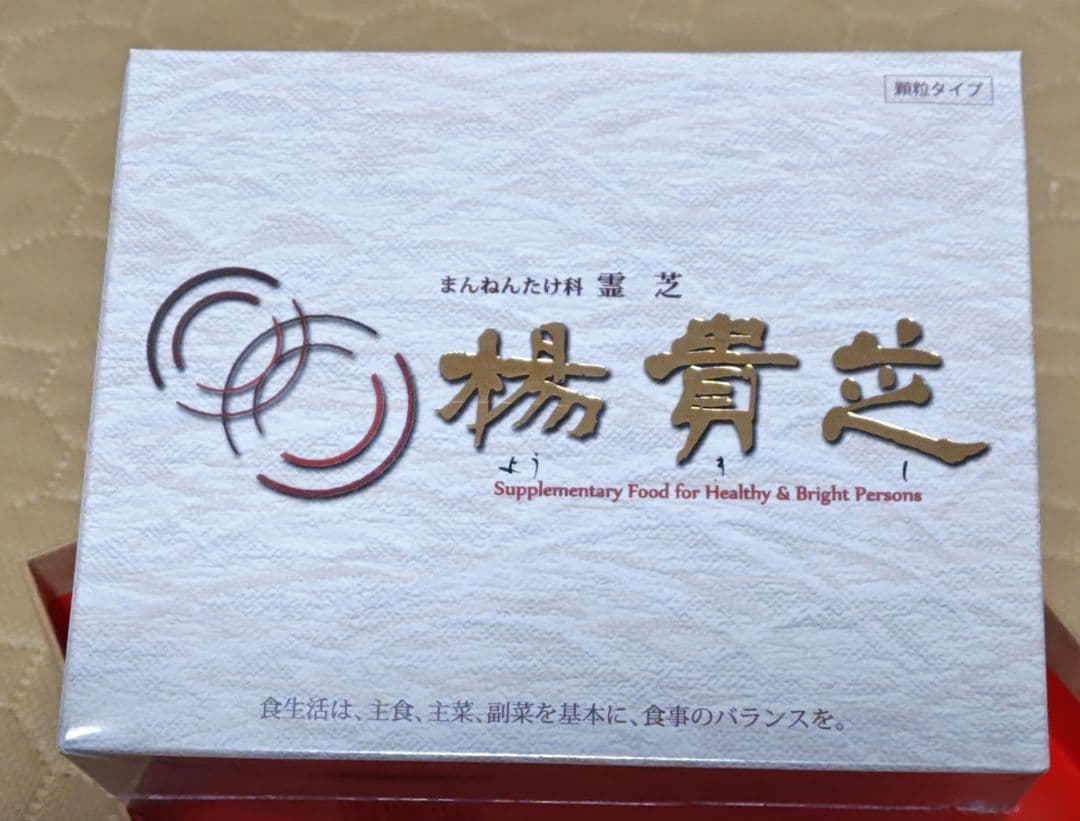 顆粒タイプ
まんねんたけ科 霊芝
楊貴芝
よう き し
Supplementary Food for Healthy & Bright Persons
食生活は、主食、主菜、副菜を基本に、食事のバランスを。